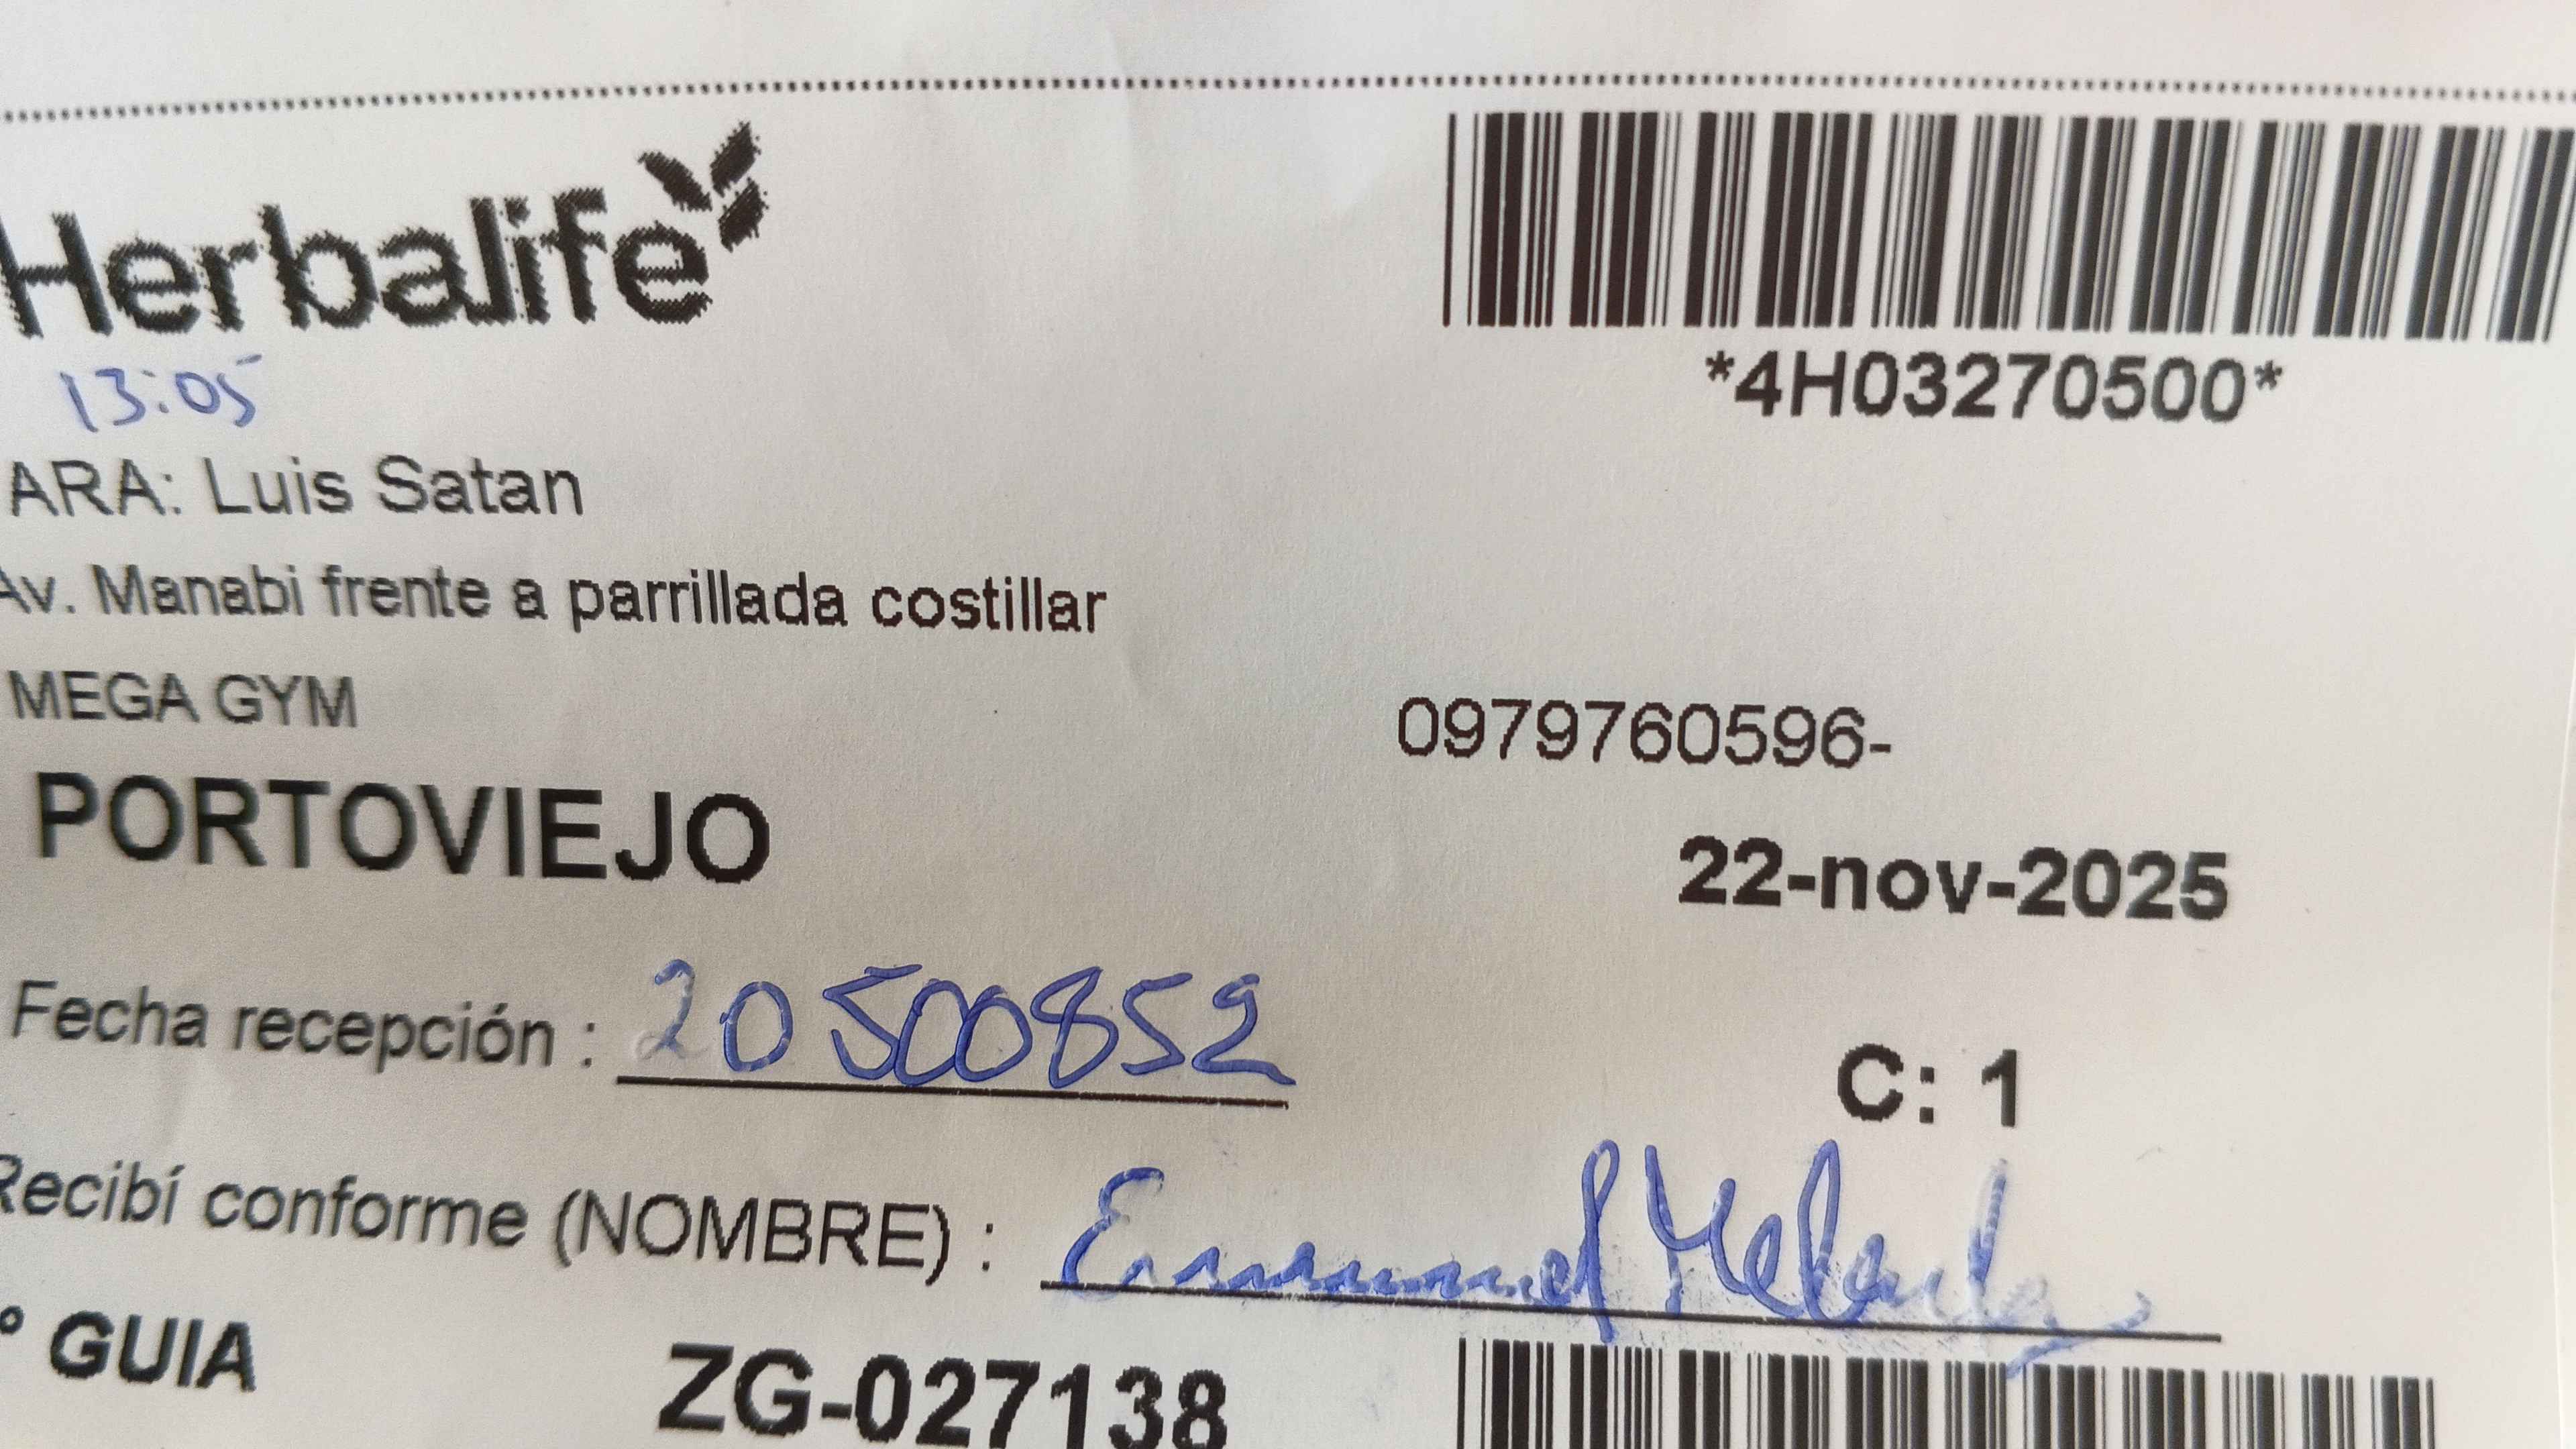 Herbalife
*4H03270500*
13:05
ARA: Luis Satan
Av. Manabi frente a parrillada costillar
MEGA GYM
0979760596-
PORTOVIEJO
22-nov-2025
Fecha recepción : 20500852
C: 1
Recibí conforme (NOMBRE) : Emmanuel
° GUIA ZG-027138